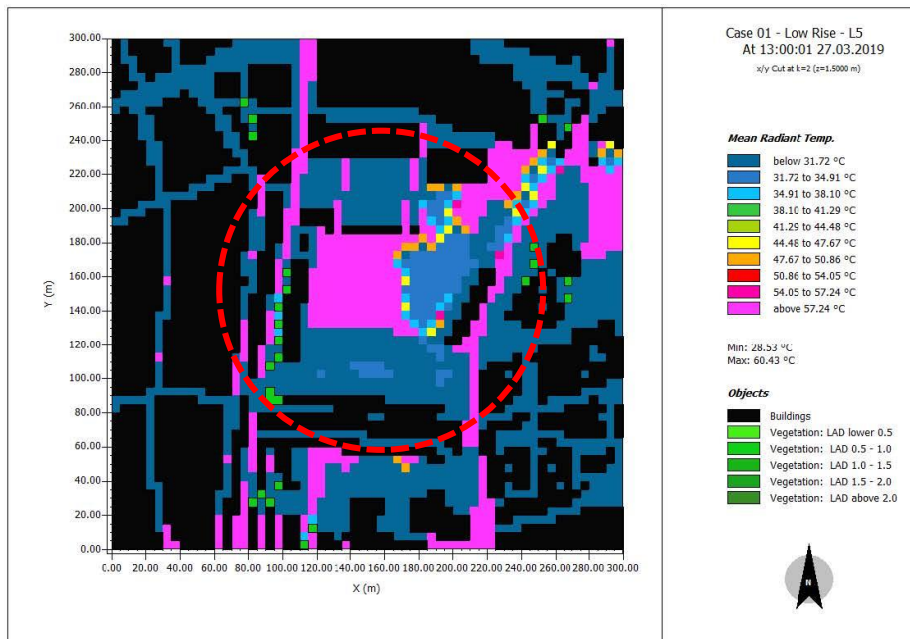 Case 01 - Low Rise - L5
At 13:00:01 27.03.2019
x/y Cut at k=2 (z=1.5000 m)
300.00
280.00
260.00
240.00
220.00
200.00
180.00
160.00
140.00
120.00
100.00
80.00
60.00
40.00
20.00
0.00
Y (m)
0.00 20.00 40.00 60.00 80.00 100.00 120.00 140.00 160.00 180.00 200.00 220.00 240.00 260.00 280.00 300.00
X (m)
Mean Radiant Temp.
below 31.72 °C
31.72 to 34.91 °C
34.91 to 38.10 °C
38.10 to 41.29 °C
41.29 to 44.48 °C
44.48 to 47.67 °C
47.67 to 50.86 °C
50.86 to 54.05 °C
54.05 to 57.24 °C
above 57.24 °C
Min: 28.53 °C
Max: 60.43 °C
Objects
Buildings
Vegetation: LAD lower 0.5
Vegetation: LAD 0.5 - 1.0
Vegetation: LAD 1.0 - 1.5
Vegetation: LAD 1.5 - 2.0
Vegetation: LAD above 2.0
N